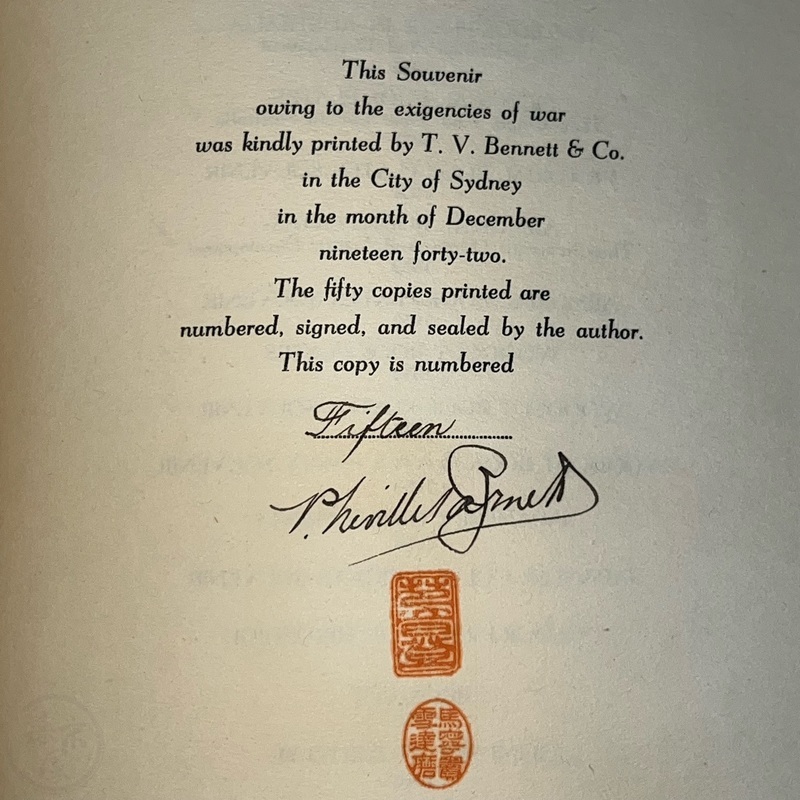 This Souvenir
owing to the exigencies of war
was kindly printed by T. V. Bennett & Co.
in the City of Sydney
in the month of December
nineteen forty-two.
The fifty copies printed are
numbered, signed, and sealed by the author.
This copy is numbered
Fifteen
P. Neville Barnett